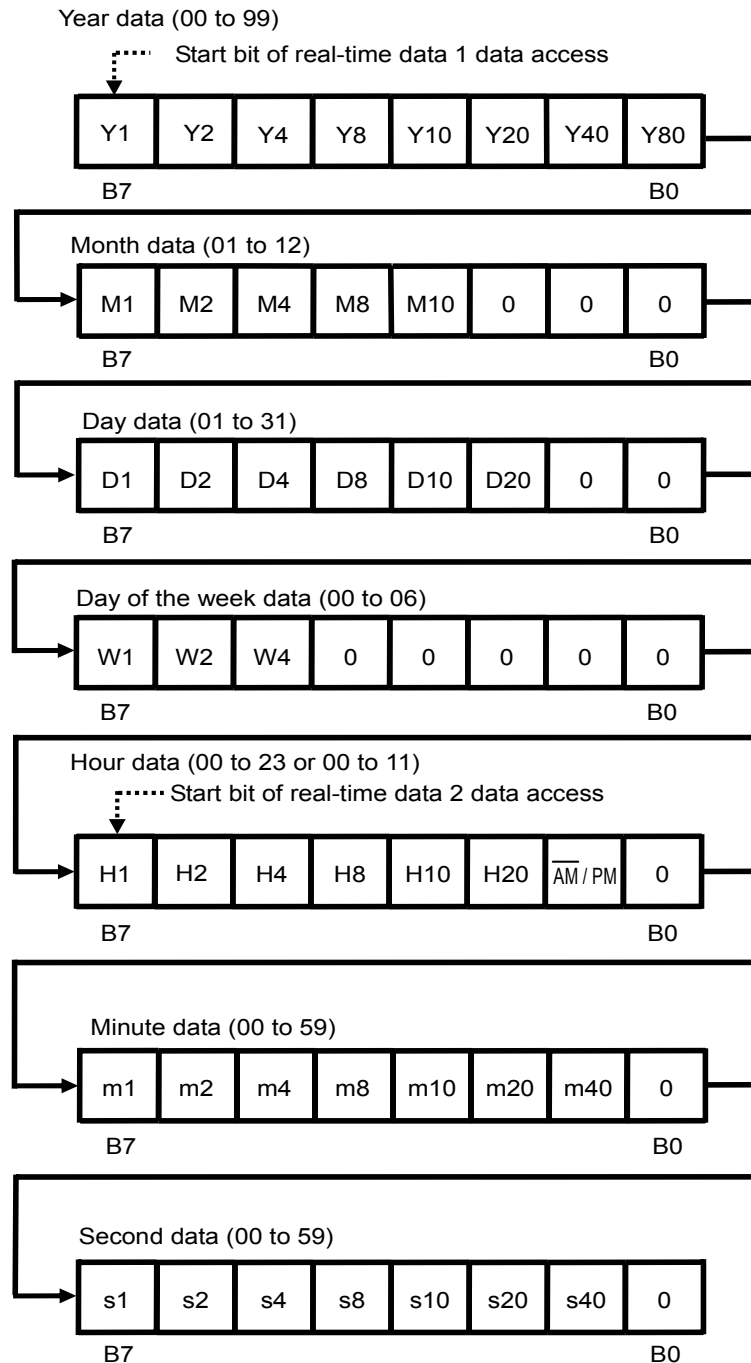 Year data (00 to 99)
Start bit of real-time data 1 data access
Y1 Y2 Y4 Y8 Y10 Y20 Y40 Y80
B7 B0
Month data (01 to 12)
M1 M2 M4 M8 M10 0 0 0
B7 B0
Day data (01 to 31)
D1 D2 D4 D8 D10 D20 0 0
B7 B0
Day of the week data (00 to 06)
W1 W2 W4 0 0 0 0 0
B7 B0
Hour data (00 to 23 or 00 to 11)
Start bit of real-time data 2 data access
H1 H2 H4 H8 H10 H20 A̅M̅ / PM 0
B7 B0
Minute data (00 to 59)
m1 m2 m4 m8 m10 m20 m40 0
B7 B0
Second data (00 to 59)
s1 s2 s4 s8 s10 s20 s40 0
B7 B0